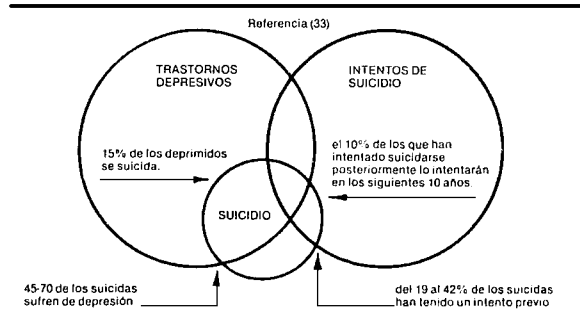 Referencia (33)
TRASTORNOS
DEPRESIVOS
INTENTOS DE
SUICIDIO
15% de los deprimidos
se suicida.
el 10% de los que han
intentado suicidarse
posteriormente lo intentarán
en los siguientes 10 años.
SUICIDIO
45-70 de los suicidas
sufren de depresión
del 19 al 42% de los suicidas
han tenido un intento previo